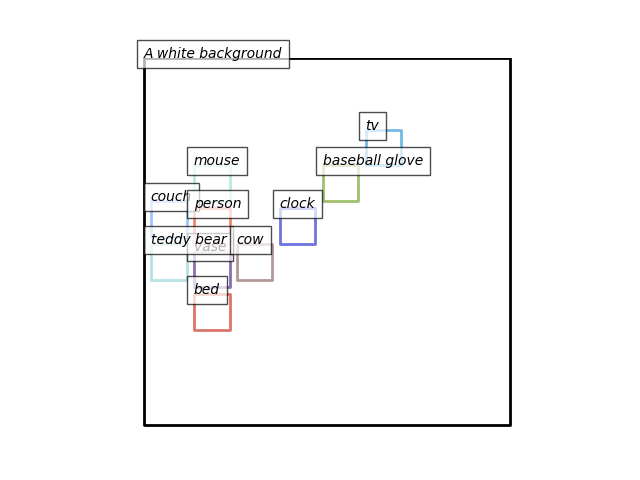 A white background
tv
mouse
baseball glove
couch
person
clock
teddy bear
vase
cow
bed